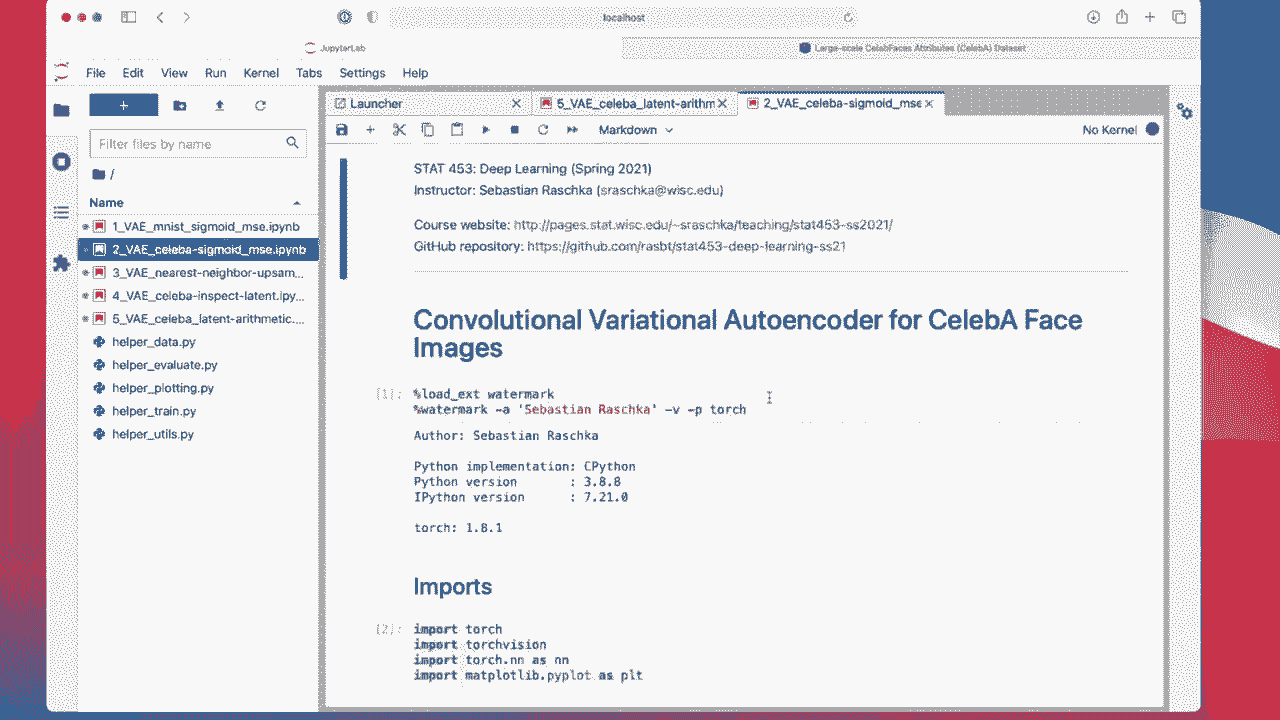 localhost
JupyterLab
Large-scale CelebFaces Attributes (CelebA) Dataset
File Edit View Run Kernel Tabs Settings Help
Launcher
5_VAE_celeba_latent-arithm
2_VAE_celeba-sigmoid_mse
Markdown
No Kernel
Filter files by name
/
Name
1_VAE_mnist_sigmoid_mse.ipynb
2_VAE_celeba-sigmoid_mse.ipynb
3_VAE_nearest-neighbor-upsam...
4_VAE_celeba-inspect-latent.ipy...
5_VAE_celeba_latent-arithmetic....
helper_data.py
helper_evaluate.py
helper_plotting.py
helper_train.py
helper_utils.py
STAT 453: Deep Learning (Spring 2021)
Instructor: Sebastian Raschka (sraschka@wisc.edu)
Course website: http://pages.stat.wisc.edu/~sraschka/teaching/stat453-ss2021/
GitHub repository: https://github.com/rasbt/stat453-deep-learning-ss21
Convolutional Variational Autoencoder for CelebA Face
Images
[1]: %load_ext watermark
%watermark -a 'Sebastian Raschka' -v -p torch
Author: Sebastian Raschka
Python implementation: CPython
Python version : 3.8.8
IPython version : 7.21.0
torch: 1.8.1
Imports
[2]: import torch
import torchvision
import torch.nn as nn
import matplotlib.pyplot as plt